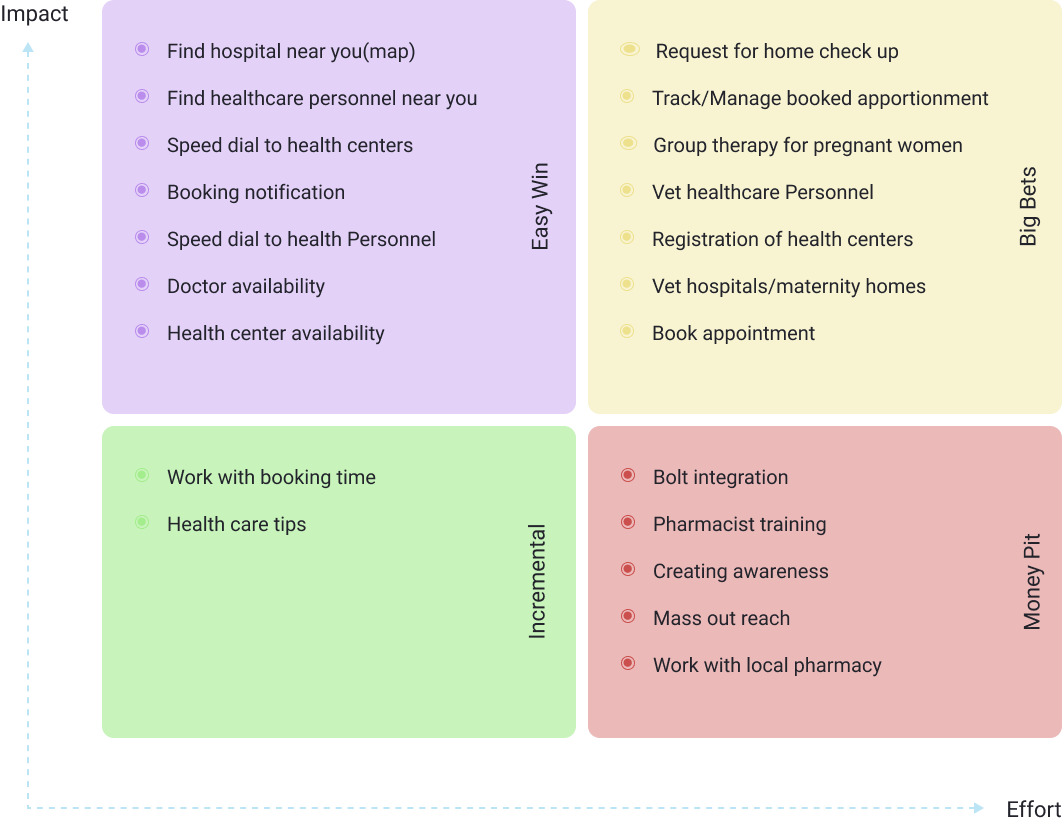 Impact
Find hospital near you(map)
Find healthcare personnel near you
Speed dial to health centers
Booking notification
Speed dial to health Personnel
Doctor availability
Health center availability
Easy Win
Request for home check up
Track/Manage booked apportionment
Group therapy for pregnant women
Vet healthcare Personnel
Registration of health centers
Vet hospitals/maternity homes
Book appointment
Big Bets
Work with booking time
Health care tips
Incremental
Bolt integration
Pharmacist training
Creating awareness
Mass out reach
Work with local pharmacy
Money Pit
Effort